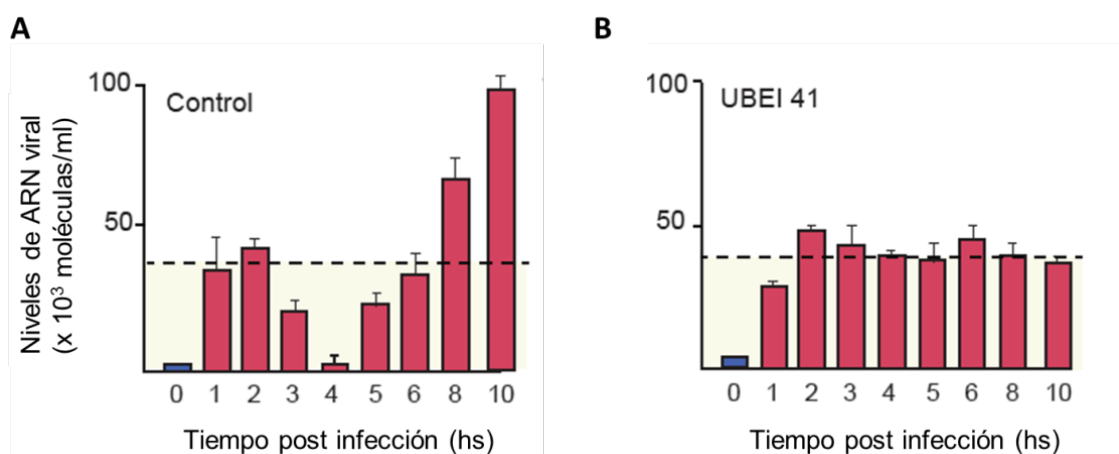 A
Niveles de ARN viral
(x 10³ moléculas/ml)
100
50
Control
0 1 2 3 4 5 6 8 10
Tiempo post infección (hs)
B
100
50
UBEI 41
0 1 2 3 4 5 6 8 10
Tiempo post infección (hs)